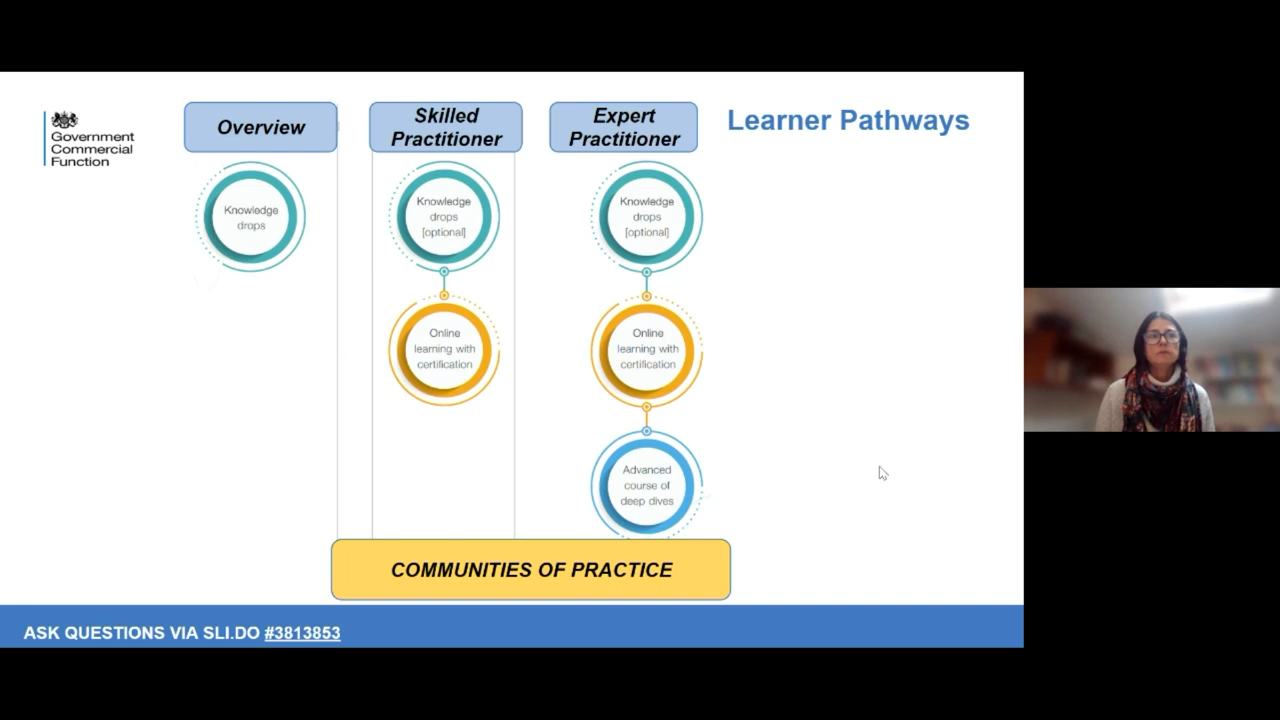 Government
Commercial
Function
Overview
Skilled
Practitioner
Expert
Practitioner
Learner Pathways
Knowledge
drops
Knowledge
drops
[optional]
Knowledge
drops
[optional]
Online
learning with
certification
Online
learning with
certification
Advanced
course of
deep dives
COMMUNITIES OF PRACTICE
ASK QUESTIONS VIA SLI.DO #3813853